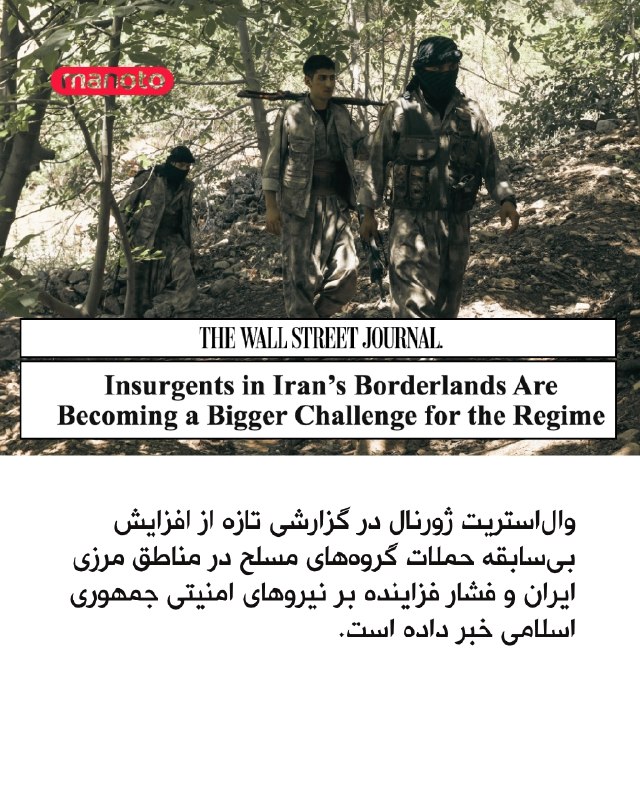 manoto
THE WALL STREET JOURNAL.
Insurgents in Iran’s Borderlands Are
Becoming a Bigger Challenge for the Regime
وال‌استریت ژورنال در گزارشی تازه از افزایش
بی‌سابقه حملات گروه‌های مسلح در مناطق مرزی
ایران و فشار فزاینده بر نیروهای امنیتی جمهوری
اسلامی خبر داده است.